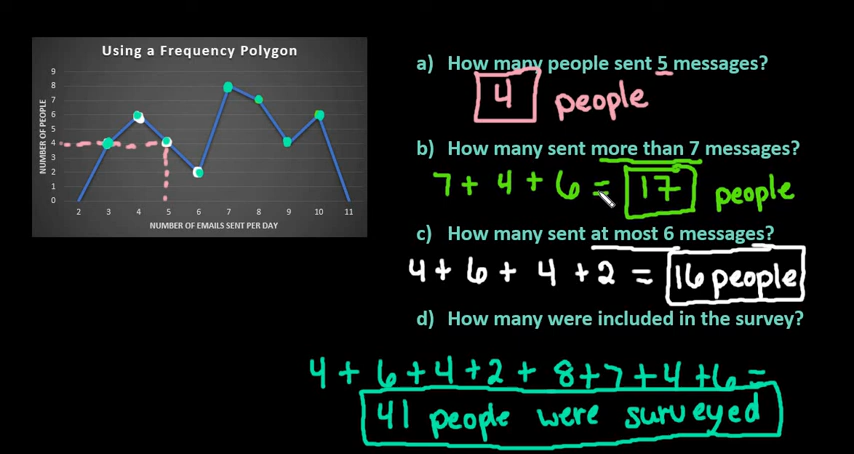 Using a Frequency Polygon
NUMBER OF PEOPLE
9
8
7
6
5
4
3
2
1
0
2 3 4 5 6 7 8 9 10 11
NUMBER OF EMAILS SENT PER DAY
a) How many people sent 5 messages?
4 people
b) How many sent more than 7 messages?
7 + 4 + 6 = 17 people
c) How many sent at most 6 messages?
4 + 6 + 4 + 2 = 16 people
d) How many were included in the survey?
4 + 6 + 4 + 2 + 8 + 7 + 4 + 6 =
41 people were surveyed